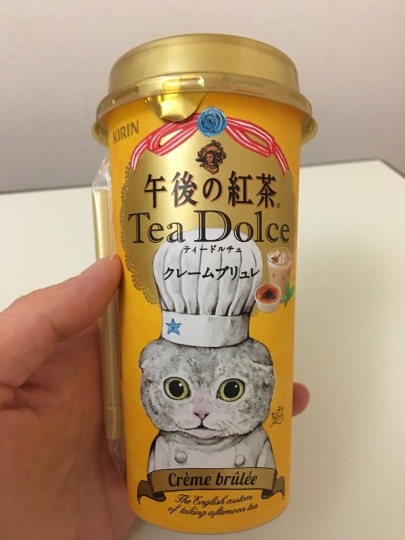 KIRIN
午後の紅茶®
Tea Dolce
ティードルチェ
クレームブリュレ
Crème brûlée
The English custom
of taking afternoon tea